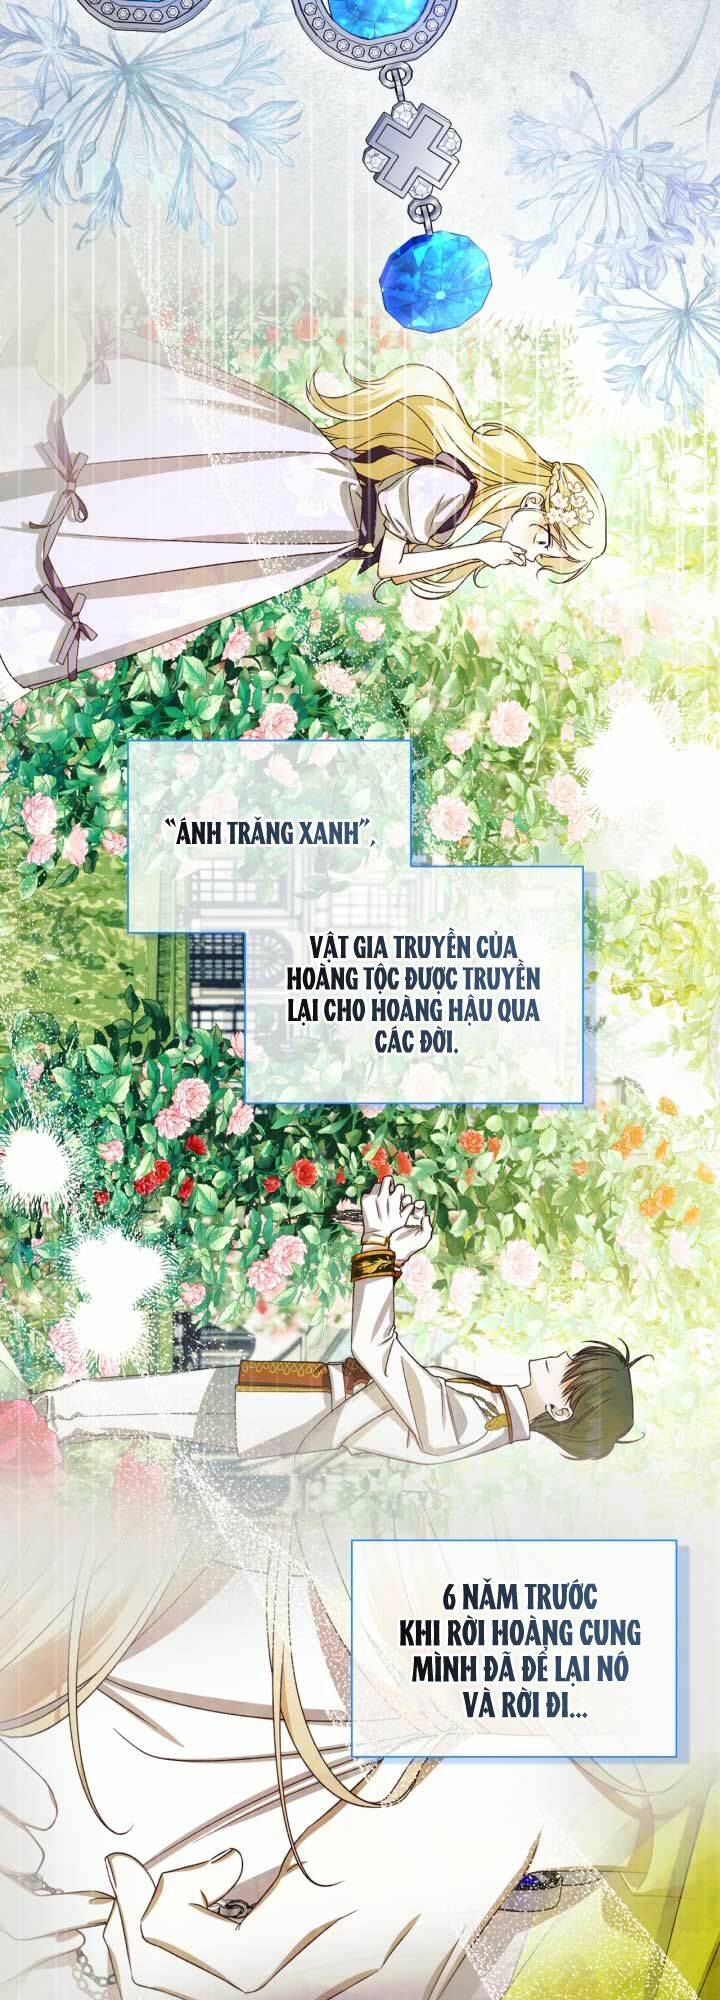 “ÁNH TRĂNG XANH”,
VẬT GIA TRUYỀN CỦA
HOÀNG TỘC ĐƯỢC TRUYỀN
LẠI CHO HOÀNG HẬU QUA
CÁC ĐỜI.
6 NĂM TRƯỚC
KHI RỜI HOÀNG CUNG
MÌNH ĐÃ ĐỂ LẠI NÓ
VÀ RỜI ĐI...